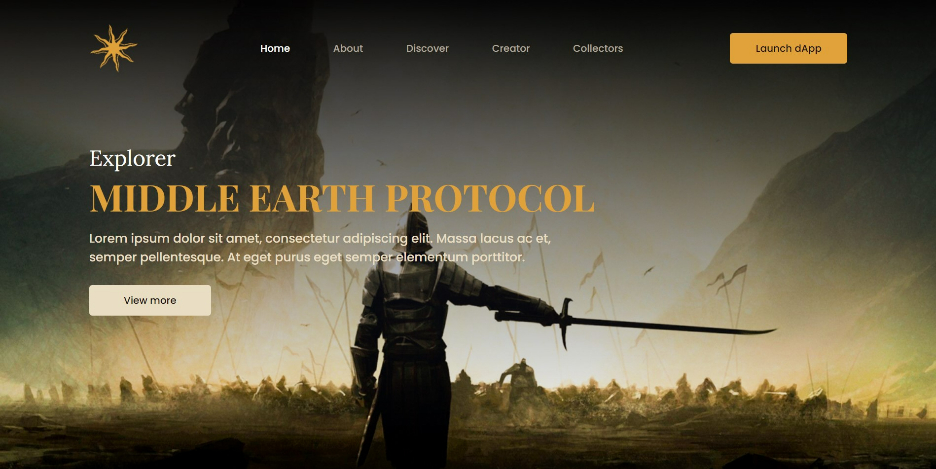 Home About Discover Creator Collectors Launch dApp
Explorer
MIDDLE EARTH PROTOCOL
Lorem ipsum dolor sit amet, consectetur adipiscing elit. Massa lacus ac et,
semper pellentesque. At eget purus eget semper elementum porttitor.
View more